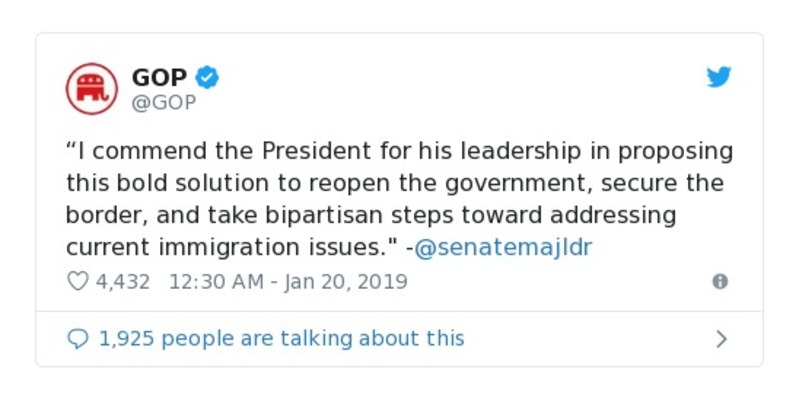 GOP
@GOP
“I commend the President for his leadership in proposing
this bold solution to reopen the government, secure the
border, and take bipartisan steps toward addressing
current immigration issues." -@senatemajldr
4,432 12:30 AM - Jan 20, 2019
1,925 people are talking about this